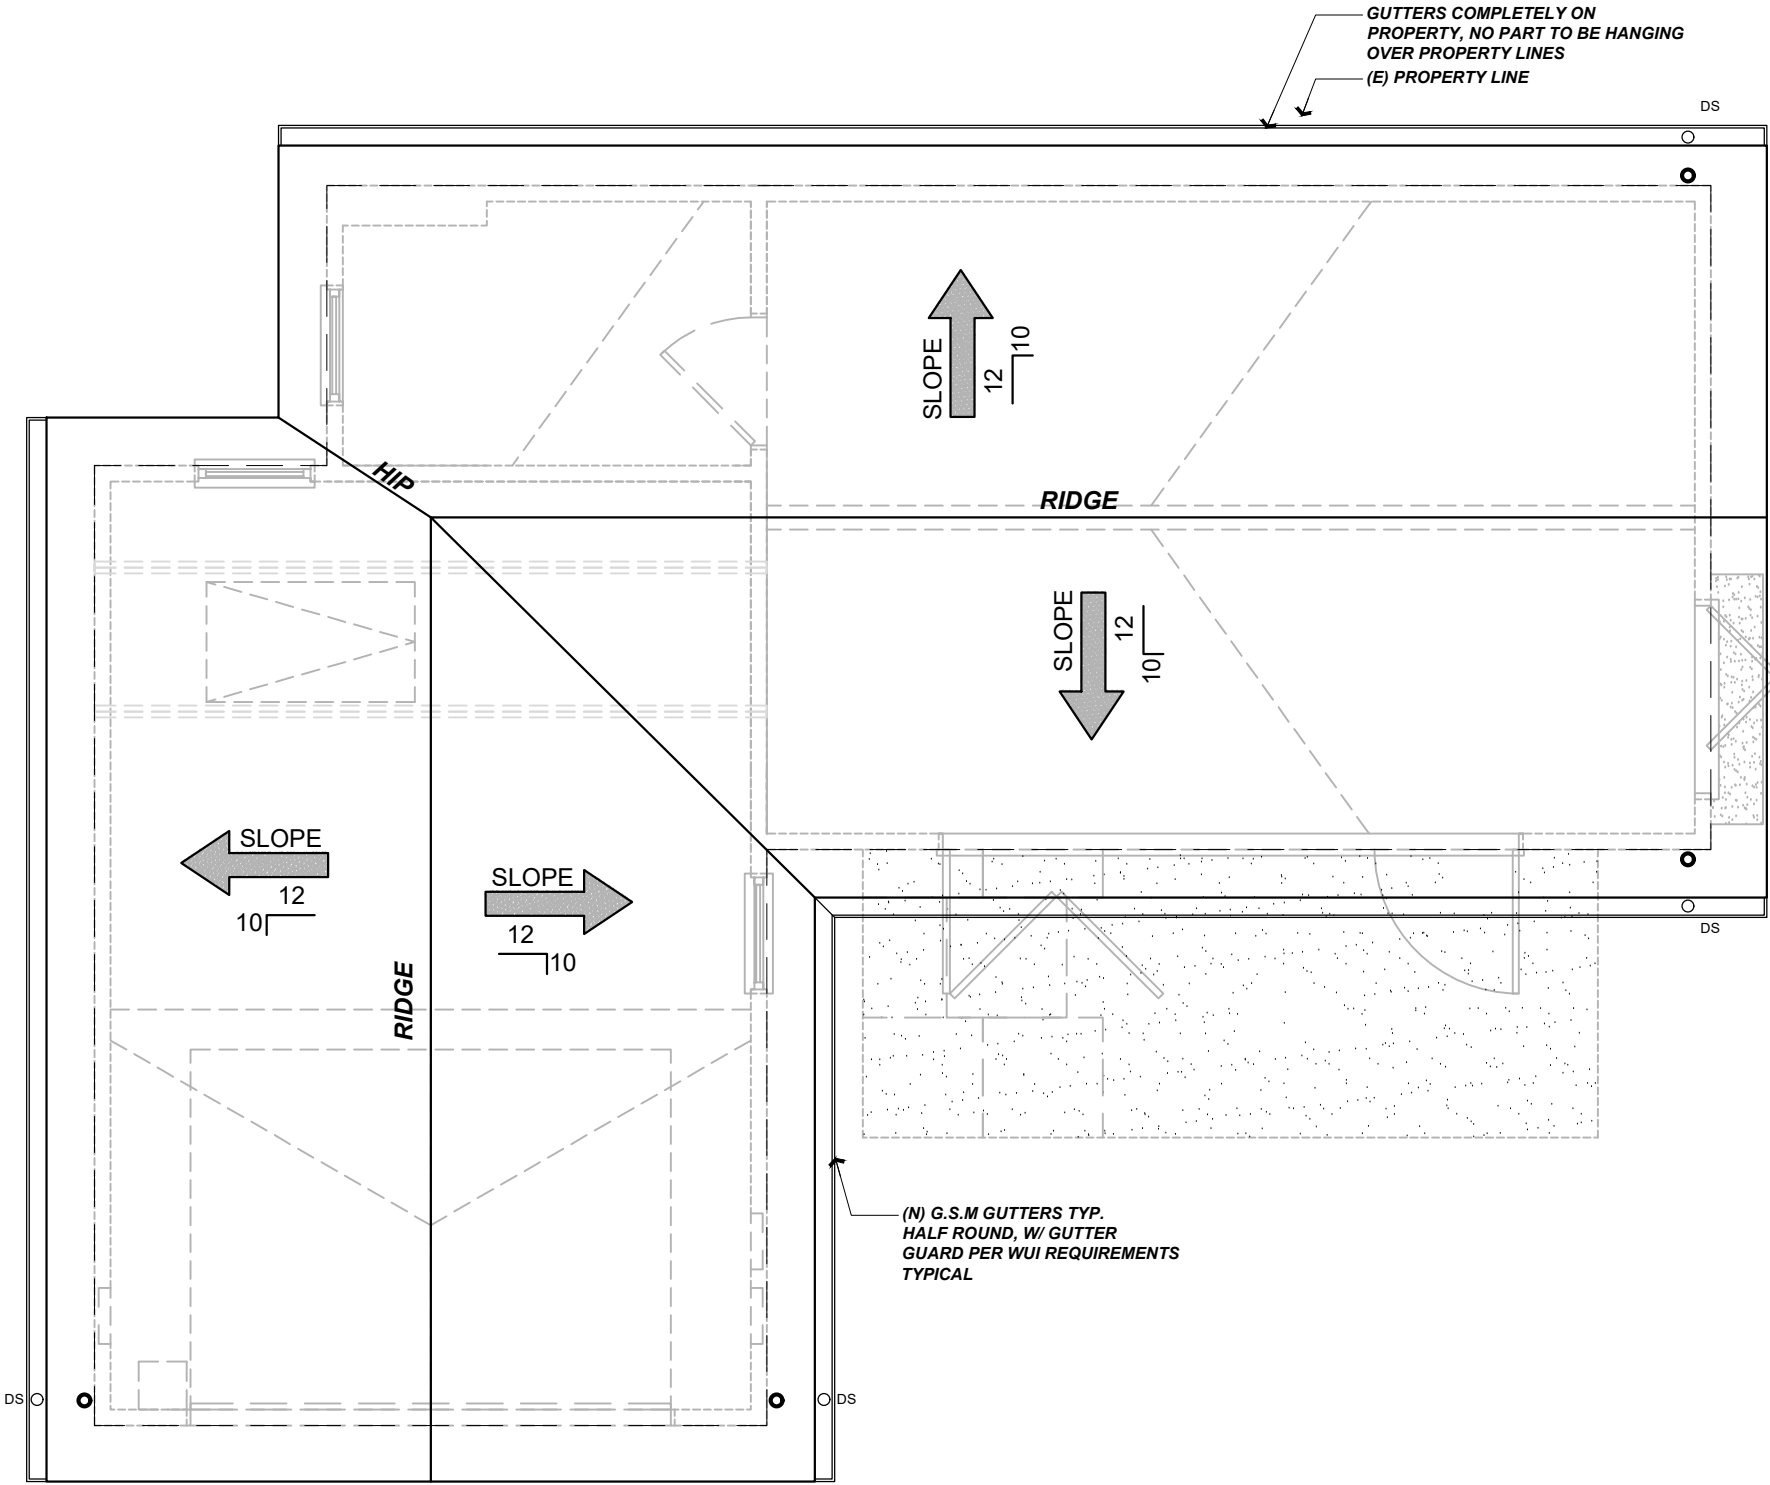 GUTTERS COMPLETELY ON
PROPERTY, NO PART TO BE HANGING
OVER PROPERTY LINES
(E) PROPERTY LINE
DS
SLOPE
12
10
HIP
RIDGE
SLOPE
12
10
SLOPE
12
10
SLOPE
12
10
RIDGE
DS
(N) G.S.M GUTTERS TYP.
HALF ROUND, W/ GUTTER
GUARD PER WUI REQUIREMENTS
TYPICAL
DS
DS